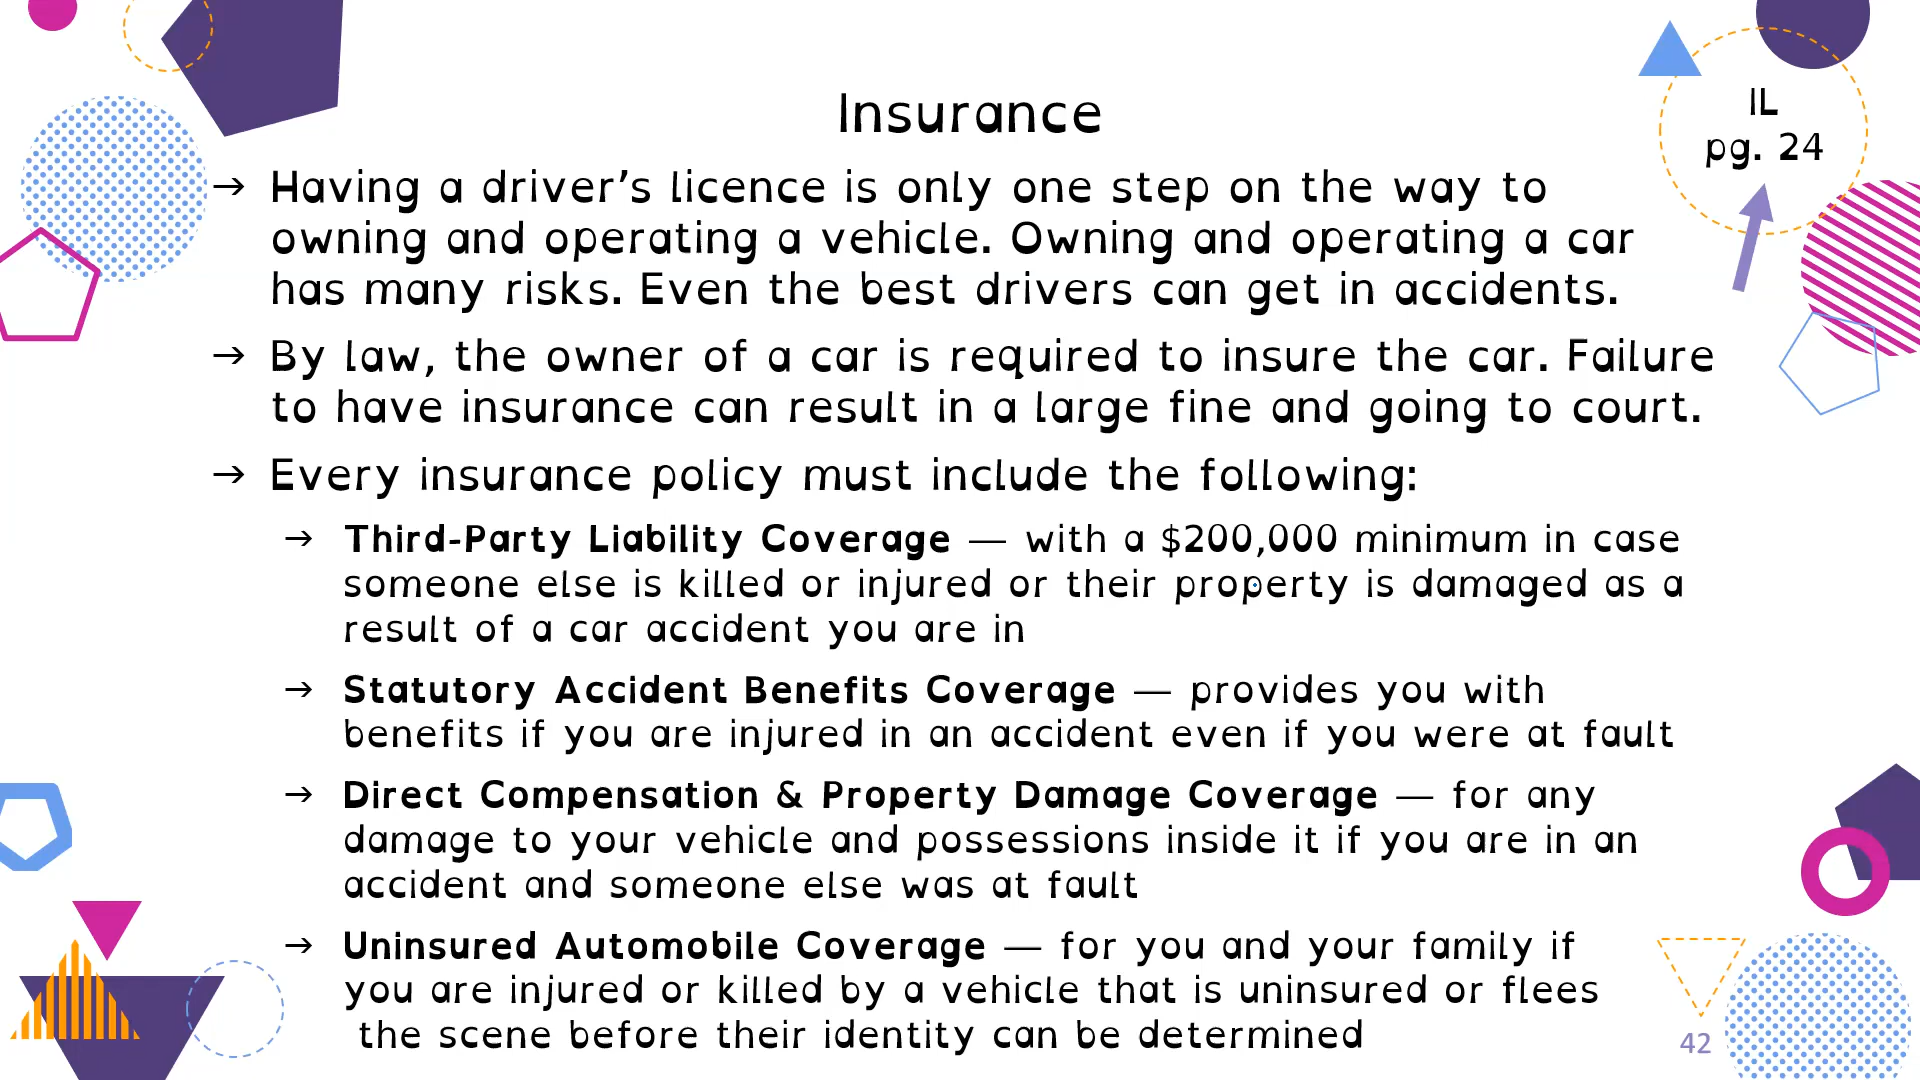 Insurance
IL
pg. 24
→ Having a driver’s licence is only one step on the way to
owning and operating a vehicle. Owning and operating a car
has many risks. Even the best drivers can get in accidents.
→ By law, the owner of a car is required to insure the car. Failure
to have insurance can result in a large fine and going to court.
→ Every insurance policy must include the following:
→ Third-Party Liability Coverage — with a $200,000 minimum in case
someone else is killed or injured or their property is damaged as a
result of a car accident you are in
→ Statutory Accident Benefits Coverage — provides you with
benefits if you are injured in an accident even if you were at fault
→ Direct Compensation & Property Damage Coverage — for any
damage to your vehicle and possessions inside it if you are in an
accident and someone else was at fault
→ Uninsured Automobile Coverage — for you and your family if
you are injured or killed by a vehicle that is uninsured or flees
the scene before their identity can be determined
42